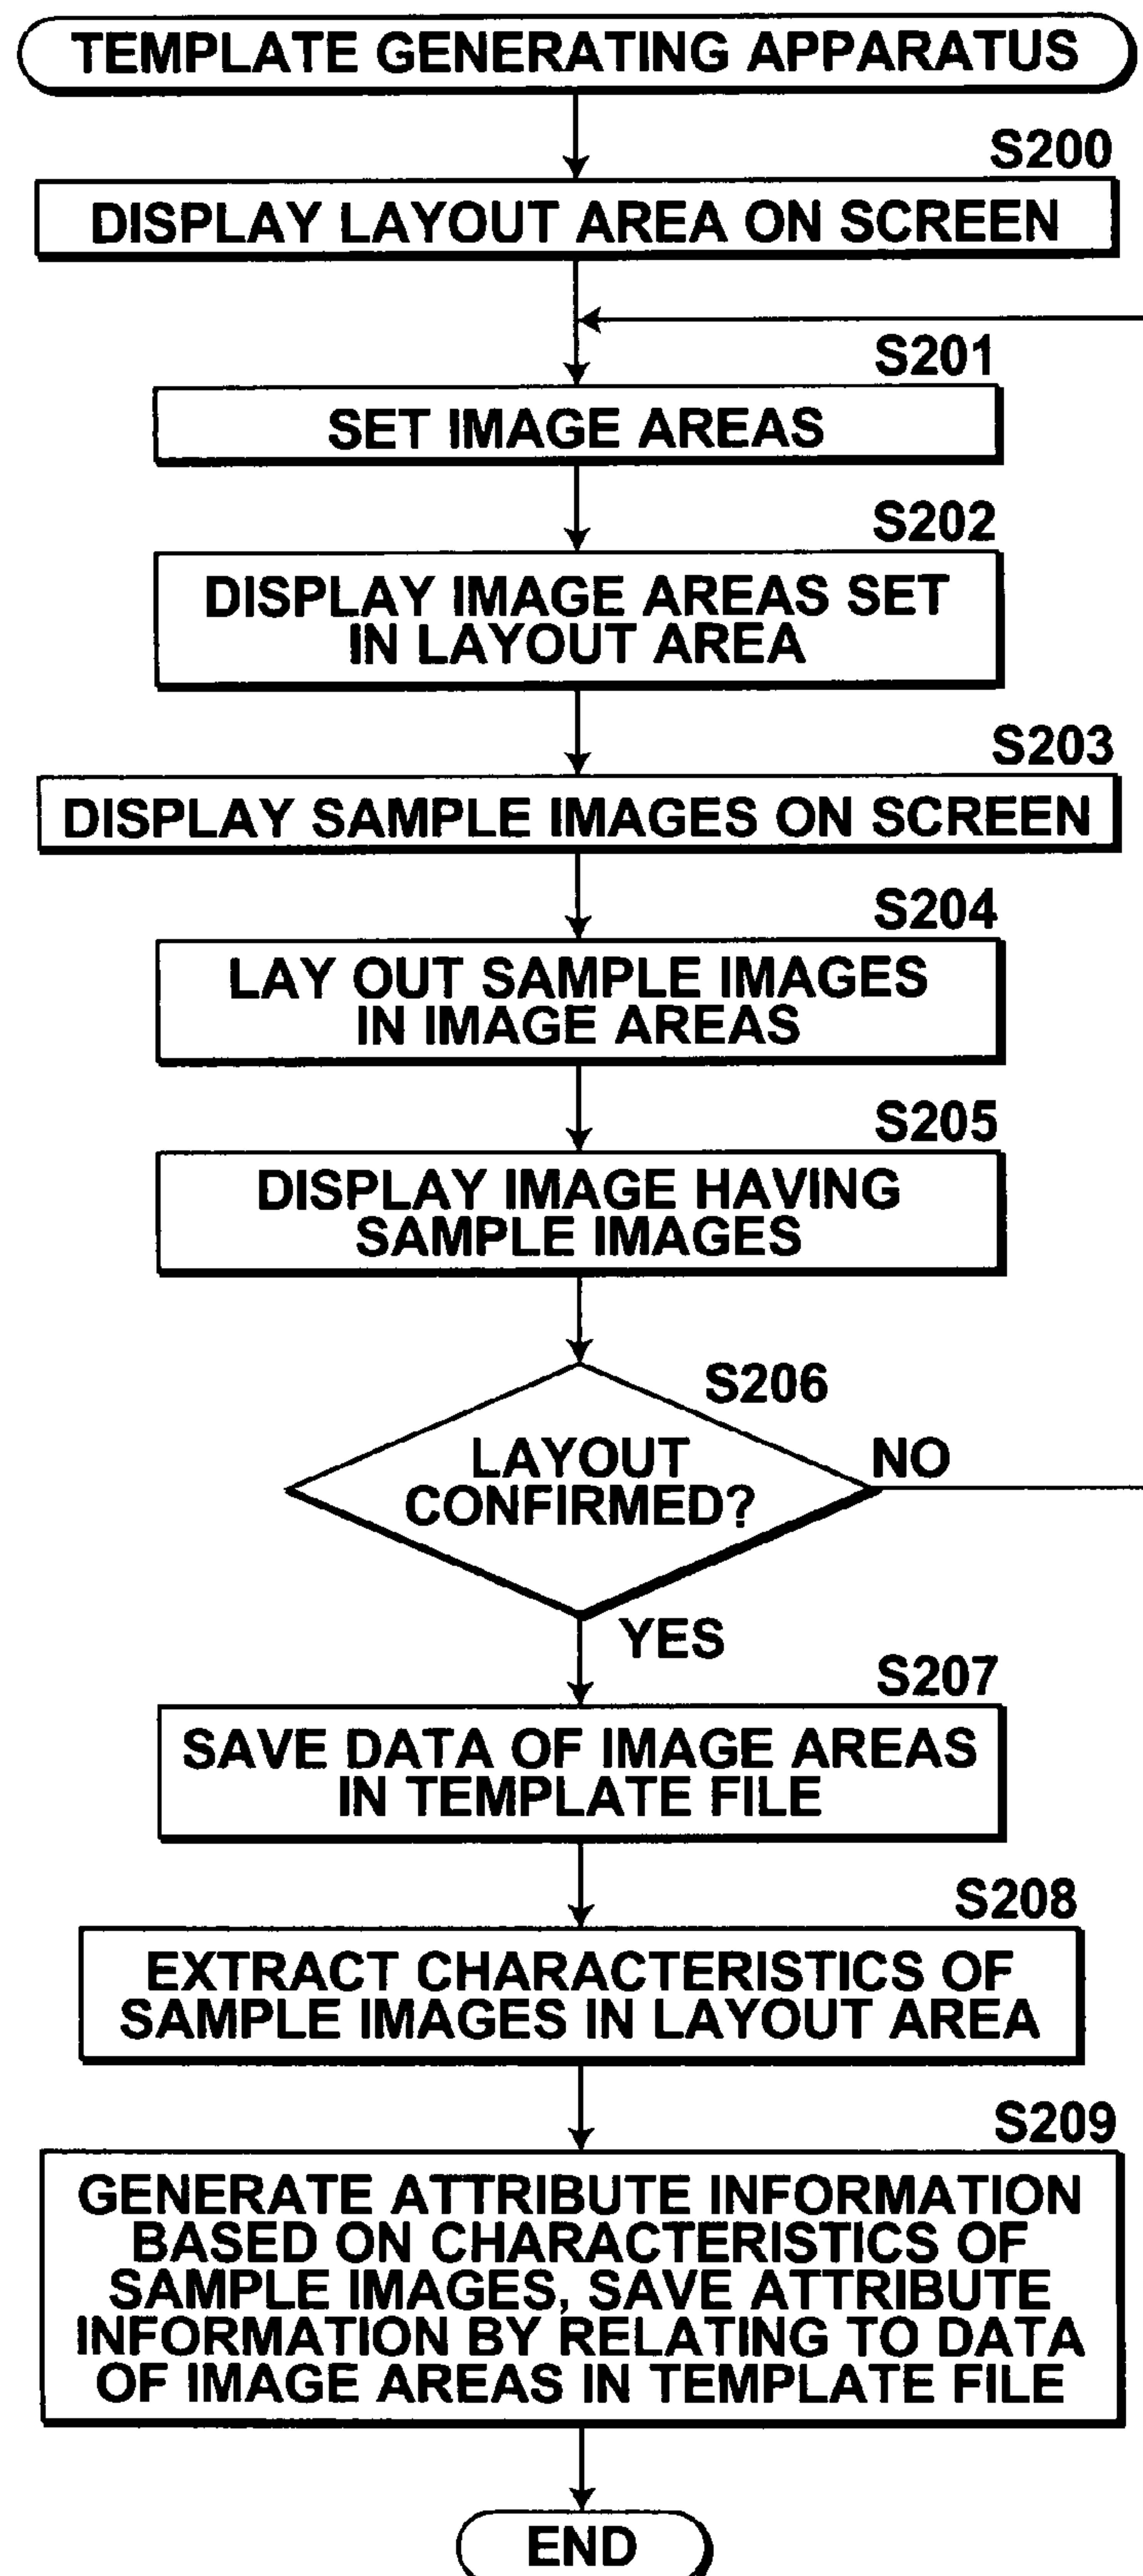 TEMPLATE GENERATING APPARATUS
S200
DISPLAY LAYOUT AREA ON SCREEN
S201
SET IMAGE AREAS
S202
DISPLAY IMAGE AREAS SET
IN LAYOUT AREA
S203
DISPLAY SAMPLE IMAGES ON SCREEN
S204
LAY OUT SAMPLE IMAGES
IN IMAGE AREAS
S205
DISPLAY IMAGE HAVING
SAMPLE IMAGES
S206
LAYOUT
CONFIRMED?
NO
YES
S207
SAVE DATA OF IMAGE AREAS
IN TEMPLATE FILE
S208
EXTRACT CHARACTERISTICS OF
SAMPLE IMAGES IN LAYOUT AREA
S209
GENERATE ATTRIBUTE INFORMATION
BASED ON CHARACTERISTICS OF
SAMPLE IMAGES, SAVE ATTRIBUTE
INFORMATION BY RELATING TO DATA
OF IMAGE AREAS IN TEMPLATE FILE
END